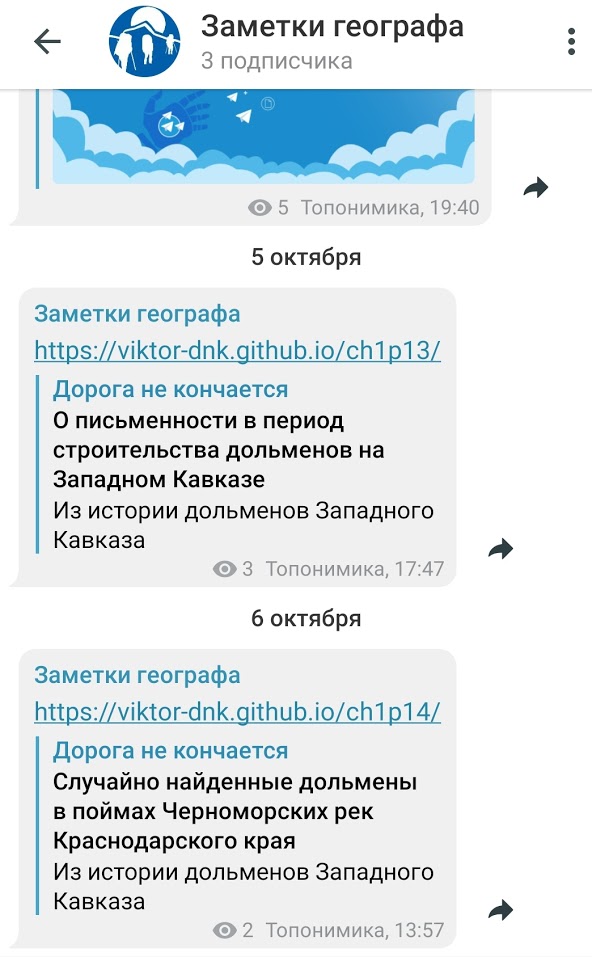 Заметки географа
3 подписчика
5 Топонимика, 19:40
5 октября
Заметки географа
https://viktor-dnk.github.io/ch1p13/
Дорога не кончается
О письменности в период
строительства дольменов на
Западном Кавказе
Из истории дольменов Западного
Кавказа
3 Топонимика, 17:47
6 октября
Заметки географа
https://viktor-dnk.github.io/ch1p14/
Дорога не кончается
Случайно найденные дольмены
в поймах Черноморских рек
Краснодарского края
Из истории дольменов Западного
Кавказа
2 Топонимика, 13:57